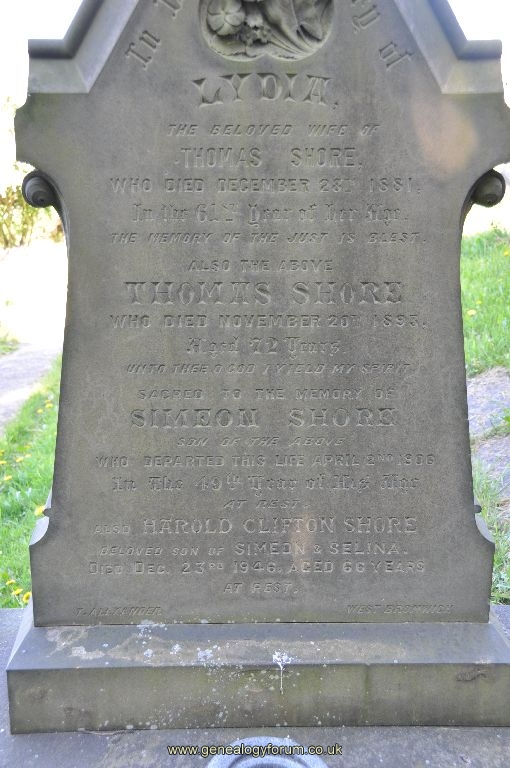 In
of
LYDIA,
THE BELOVED WIFE OF
THOMAS SHORE,
WHO DIED DECEMBER 28TH 1881,
In the 61st Year of her Age.
THE MEMORY OF THE JUST IS BLEST.
ALSO THE ABOVE
THOMAS SHORE
WHO DIED NOVEMBER 20TH 1893.
Aged 72 Years
UNTO THEE O GOD I YIELD MY SPIRIT.
SACRED TO THE MEMORY OF
SIMEON SHORE
SON OF THE ABOVE
WHO DEPARTED THIS LIFE APRIL 2ND 1906
In The 49th Year of His Age
AT REST.
ALSO HAROLD CLIFTON SHORE
BELOVED SON OF SIMEON & SELINA.
DIED DEC. 23RD 1946. AGED 66 YEARS
AT REST.
T. ALLXANDER. WEST BROMWICH
www.genealogyforum.co.uk